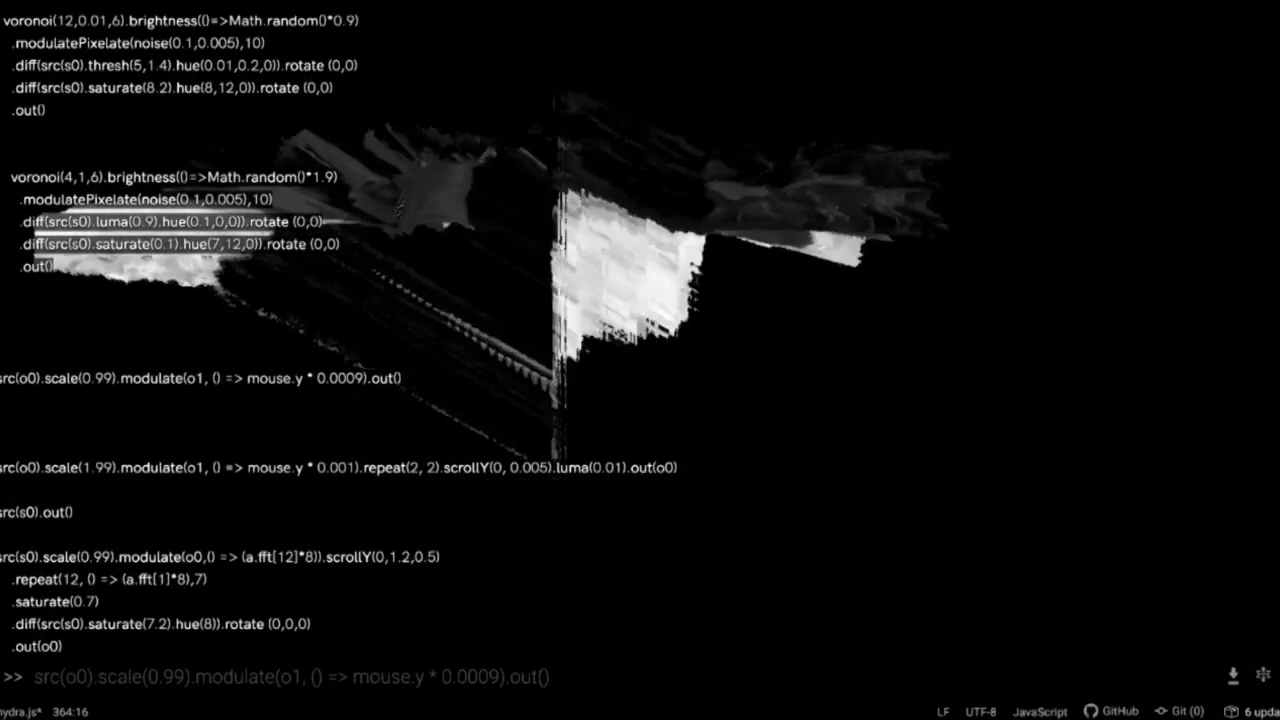 voronoi(12,0.01,6).brightness(()=>Math.random()*0.9)
.modulatePixelate(noise(0.1,0.005),10)
.diff(src(s0).thresh(5,1.4).hue(0.01,0.2,0)).rotate (0,0)
.diff(src(s0).saturate(8.2).hue(8,12,0)).rotate (0,0)
.out()
voronoi(4,1,6).brightness(()=>Math.random()*1.9)
.modulatePixelate(noise(0.1,0.005),10)
.diff(src(s0).luma(0.9).hue(0.1,0,0)).rotate (0,0)
.diff(src(s0).saturate(0.1).hue(7,12,0)).rotate (0,0)
.out()
src(o0).scale(0.99).modulate(o1, () => mouse.y * 0.0009).out()
src(o0).scale(1.99).modulate(o1, () => mouse.y * 0.001).repeat(2, 2).scrollY(0, 0.005).luma(0.01).out(o0)
src(s0).out()
src(s0).scale(0.99).modulate(o0,() => (a.fft[12]*8)).scrollY(0,1.2,0.5)
.repeat(12, () => (a.fft[1]*8),7)
.saturate(0.7)
.diff(src(s0).saturate(7.2).hue(8)).rotate (0,0,0)
.out(o0)
>> src(o0).scale(0.99).modulate(o1, () => mouse.y * 0.0009).out()
ydra.js* 364:16 LF UTF-8 JavaScript GitHub Git (0) 6 upda